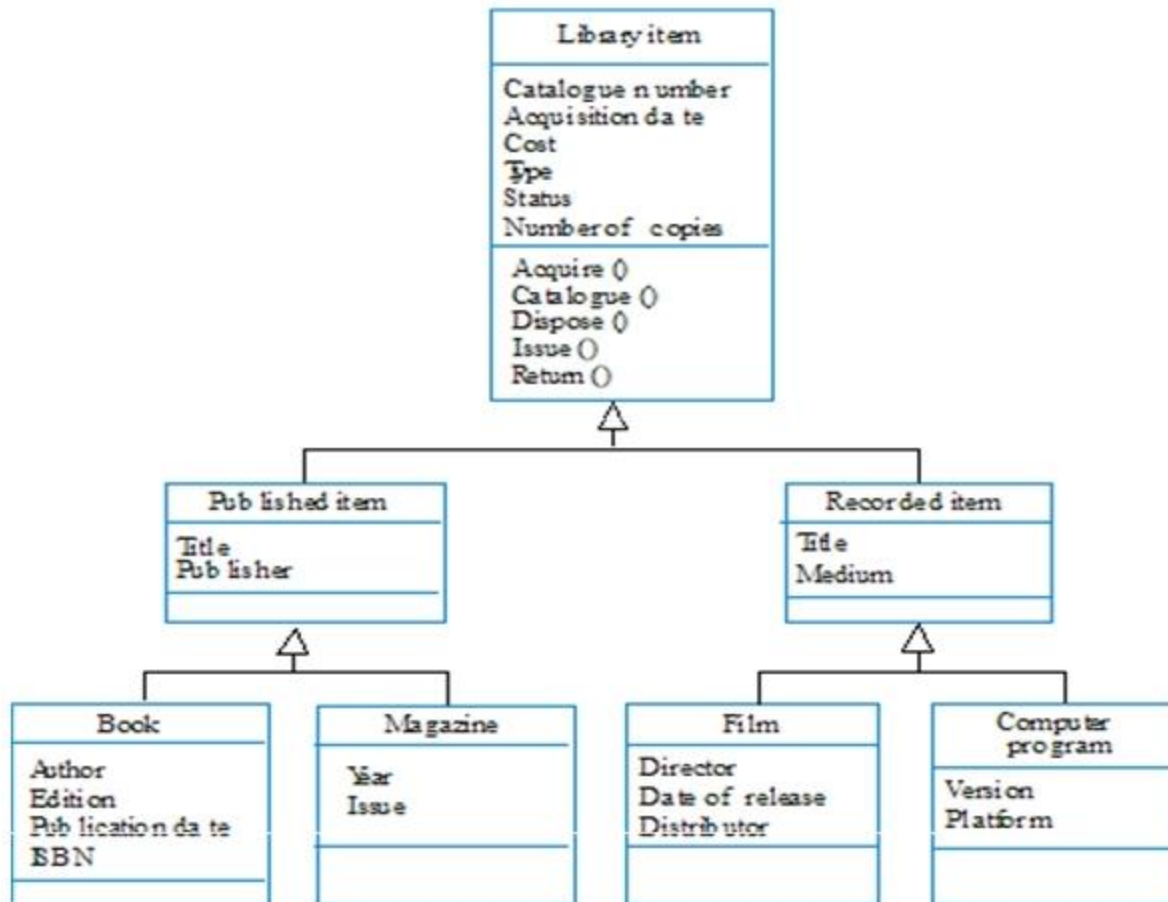 Library item
Catalogue number
Acquisition date
Cost
Type
Status
Number of copies
Acquire ()
Catalogue ()
Dispose ()
Issue ()
Return ()
Published item
Title
Publisher
Recorded item
Title
Medium
Book
Author
Edition
Publication date
ISBN
Magazine
Year
Issue
Film
Director
Date of release
Distributor
Computer
program
Version
Platform